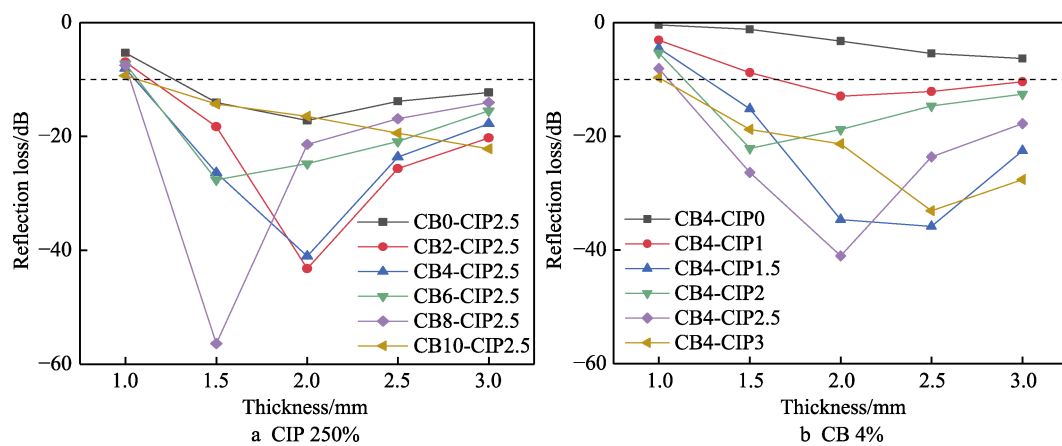 Reflection loss/dB
0
−20
−40
−60
CB0-CIP2.5
CB2-CIP2.5
CB4-CIP2.5
CB6-CIP2.5
CB8-CIP2.5
CB10-CIP2.5
1.0 1.5 2.0 2.5 3.0
Thickness/mm
a CIP 250%
Reflection loss/dB
0
−20
−40
−60
CB4-CIP0
CB4-CIP1
CB4-CIP1.5
CB4-CIP2
CB4-CIP2.5
CB4-CIP3
1.0 1.5 2.0 2.5 3.0
Thickness/mm
b CB 4%